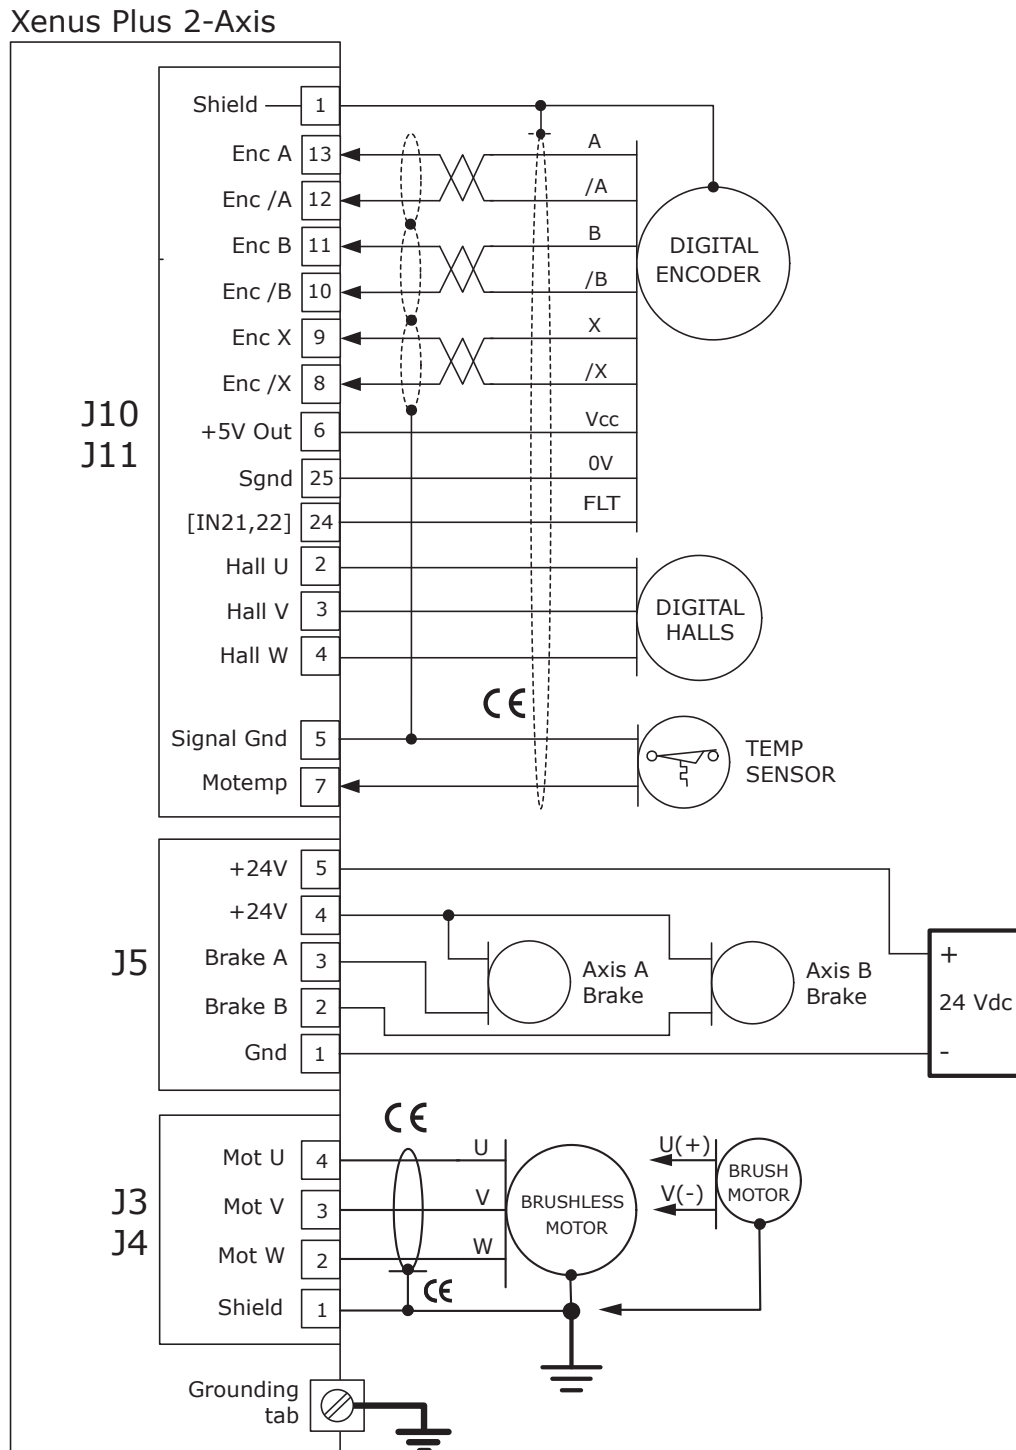 Xenus Plus 2-Axis
Shield 1
Enc A 13 A
Enc /A 12 /A
Enc B 11 B
Enc /B 10 /B
Enc X 9 X
Enc /X 8 /X
DIGITAL
ENCODER
J10
J11
+5V Out 6 Vcc
Sgnd 25 0V
[IN21,22] 24 FLT
Hall U 2
Hall V 3
Hall W 4
DIGITAL
HALLS
CE
Signal Gnd 5
Motemp 7
TEMP
SENSOR
J5
+24V 5
+24V 4
Brake A 3
Brake B 2
Gnd 1
Axis A
Brake
Axis B
Brake
+
24 Vdc
-
CE
J3
J4
Mot U 4 U
Mot V 3 V
Mot W 2 W
Shield 1
BRUSHLESS
MOTOR
U(+)
V(-)
BRUSH
MOTOR
CE
Grounding
tab